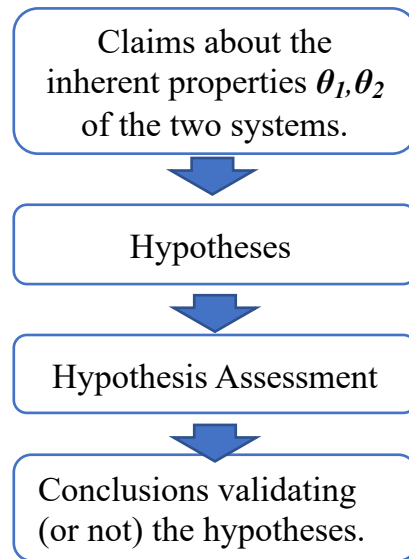 Claims about the
inherent properties θ1,θ2
of the two systems.
Hypotheses
Hypothesis Assessment
Conclusions validating
(or not) the hypotheses.